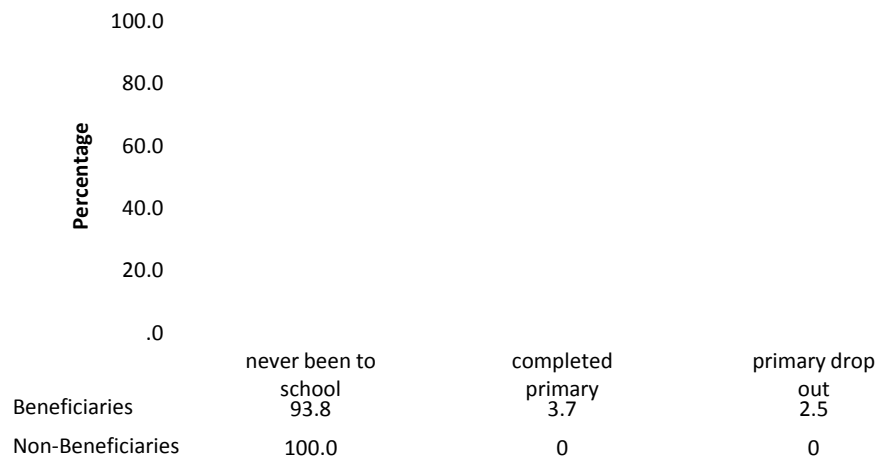 100.0
80.0
60.0
40.0
20.0
.0
Percentage
never been to school
completed primary
primary drop out
Beneficiaries 93.8 3.7 2.5
Non-Beneficiaries 100.0 0 0